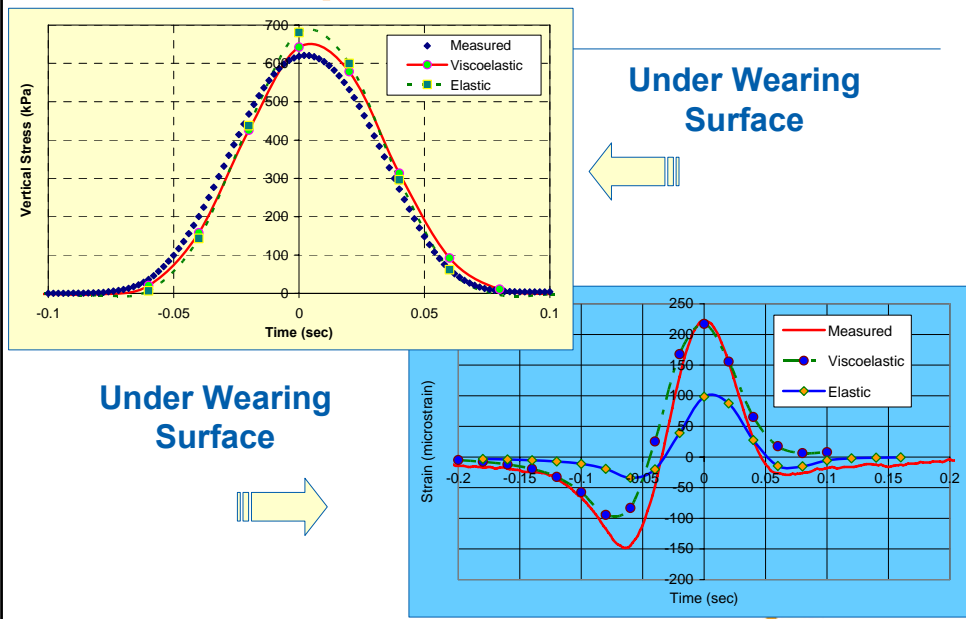 700
600
500
400
300
200
100
0
-0.1
-0.05
0
0.05
0.1
Vertical Stress (kPa)
Time (sec)
Measured
Viscoelastic
Elastic
Under Wearing
Surface
Under Wearing
Surface
250
200
150
100
50
0
-50
-100
-150
-200
-0.2
-0.15
-0.1
-0.05
0
0.05
0.1
0.15
0.2
Strain (microstrain)
Time (sec)
Measured
Viscoelastic
Elastic